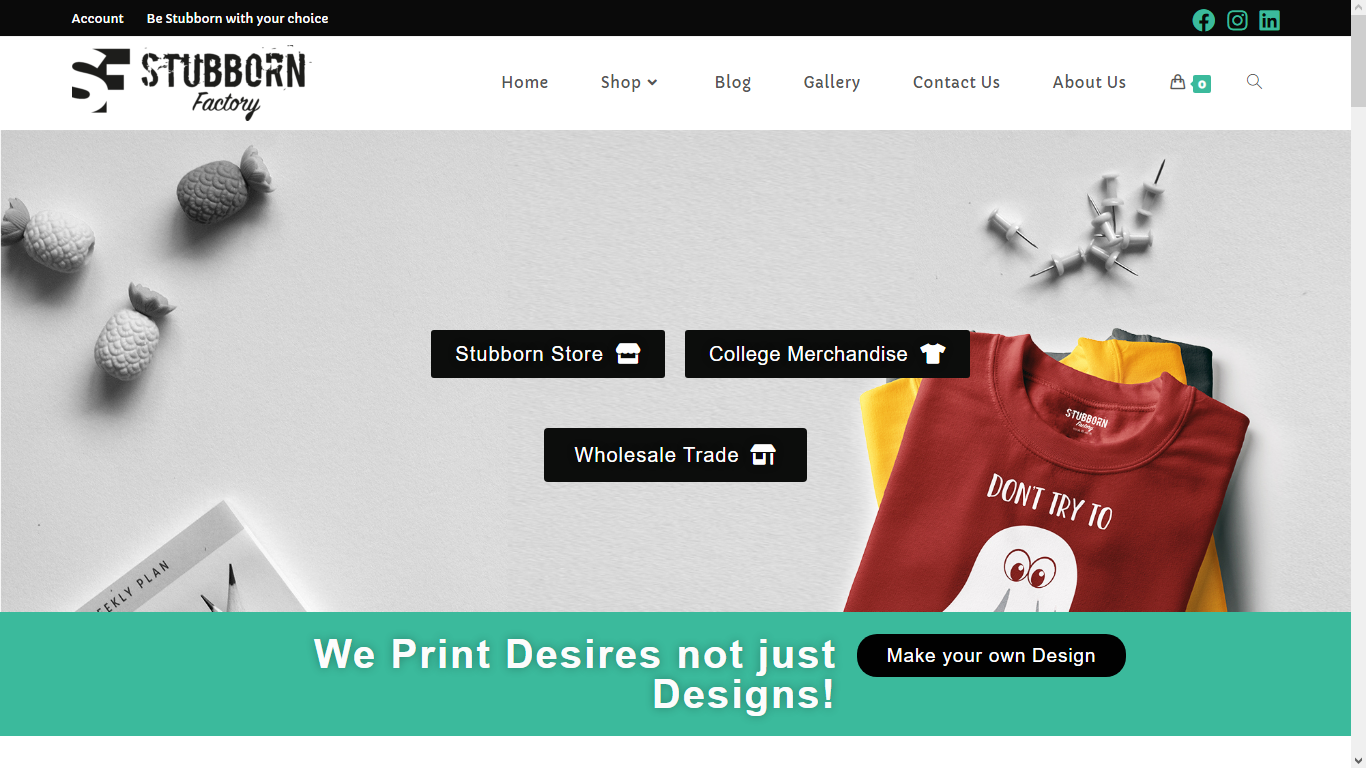 Account Be Stubborn with your choice
SF STUBBORN
Factory
Home Shop Blog Gallery Contact Us About Us 0
Stubborn Store College Merchandise
STUBBORN
Factory
Wholesale Trade
DON'T TRY TO
EEKLY PLAN
We Print Desires not just
Designs!
Make your own Design